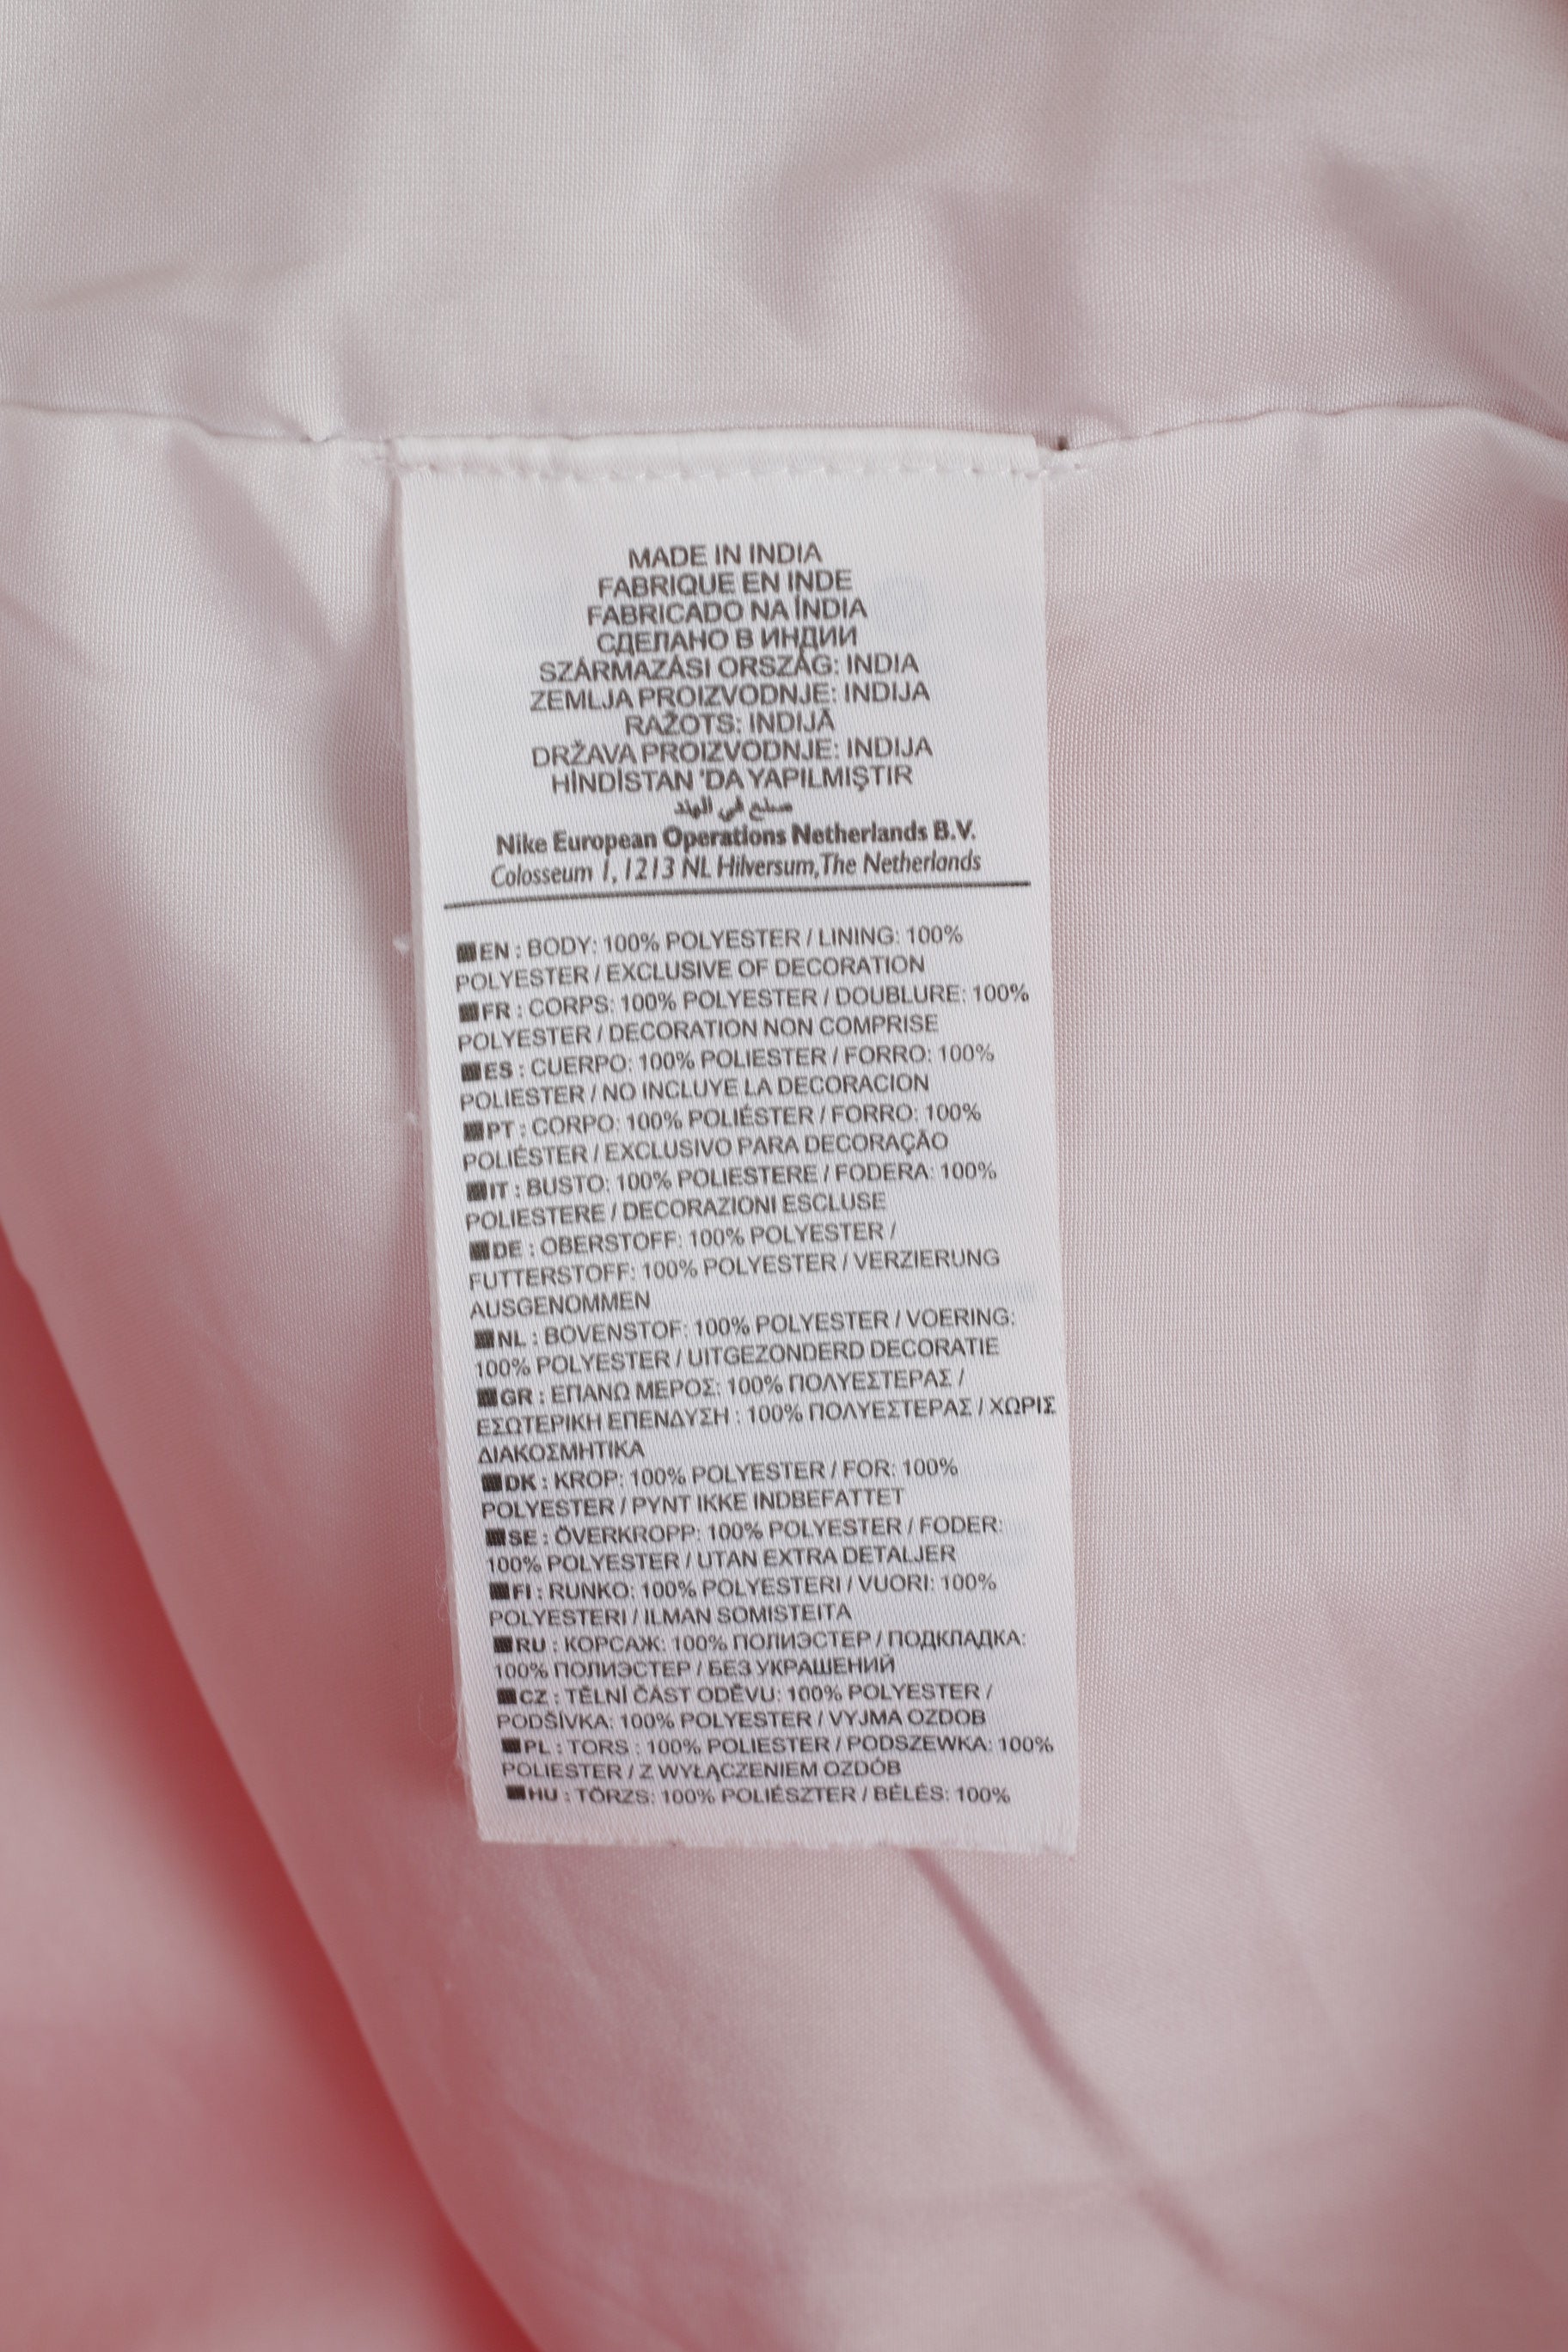 MADE IN INDIA
FABRIQUE EN INDE
FABRICADO NA ÍNDIA
СДЕЛАНО В ИНДИИ
SZÁRMAZÁSI ORSZÁG: INDIA
ZEMLJA PROIZVODNJE: INDIJA
RAŽOTS: INDIJĀ
DRŽAVA PROIZVODNJE: INDIJA
HİNDİSTAN 'DA YAPILMIŞTIR
صنع في الهند
Nike European Operations Netherlands B.V.
Colosseum 1, 1213 NL Hilversum,The Netherlands
EN : BODY: 100% POLYESTER / LINING: 100%
POLYESTER / EXCLUSIVE OF DECORATION
FR : CORPS: 100% POLYESTER / DOUBLURE: 100%
POLYESTER / DECORATION NON COMPRISE
ES : CUERPO: 100% POLIESTER / FORRO: 100%
POLIESTER / NO INCLUYE LA DECORACION
PT : CORPO: 100% POLIÉSTER / FORRO: 100%
POLIÉSTER / EXCLUSIVO PARA DECORAÇÃO
IT : BUSTO: 100% POLIESTERE / FODERA: 100%
POLIESTERE / DECORAZIONI ESCLUSE
DE : OBERSTOFF: 100% POLYESTER /
FUTTERSTOFF: 100% POLYESTER / VERZIERUNG
AUSGENOMMEN
NL : BOVENSTOF: 100% POLYESTER / VOERING:
100% POLYESTER / UITGEZONDERD DECORATIE
GR : ΕΠΑΝΩ ΜΕΡΟΣ: 100% ΠΟΛΥΕΣΤΕΡΑΣ /
ΕΣΩΤΕΡΙΚΗ ΕΠΕΝΔΥΣΗ : 100% ΠΟΛΥΕΣΤΕΡΑΣ / ΧΩΡΙΣ
ΔΙΑΚΟΣΜΗΤΙΚΑ
DK : KROP: 100% POLYESTER / FOR: 100%
POLYESTER / PYNT IKKE INDBEFATTET
SE : ÖVERKROPP: 100% POLYESTER / FODER:
100% POLYESTER / UTAN EXTRA DETALJER
FI : RUNKO: 100% POLYESTERI / VUORI: 100%
POLYESTERI / ILMAN SOMISTEITA
RU : КОРСАЖ: 100% ПОЛИЭСТЕР / ПОДКЛАДКА:
100% ПОЛИЭСТЕР / БЕЗ УКРАШЕНИЙ
CZ : TĚLNÍ ČÁST ODĚVU: 100% POLYESTER /
PODŠÍVKA: 100% POLYESTER / VYJMA OZDOB
PL : TORS : 100% POLIESTER / PODSZEWKA: 100%
POLIESTER / Z WYŁĄCZENIEM OZDÓB
HU : TÖRZS: 100% POLIÉSZTER / BÉLÉS: 100%